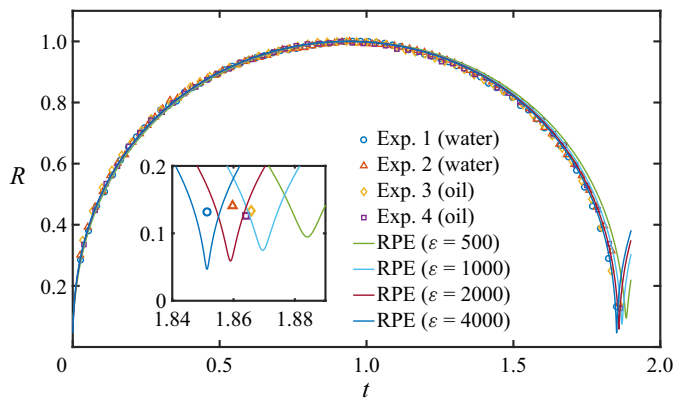 1.0
0.8
0.6
0.4
0.2
R
0.2
0.1
0
1.84
1.86
1.88
Exp. 1 (water)
Exp. 2 (water)
Exp. 3 (oil)
Exp. 4 (oil)
RPE (ε = 500)
RPE (ε = 1000)
RPE (ε = 2000)
RPE (ε = 4000)
0
0.5
1.0
1.5
2.0
t